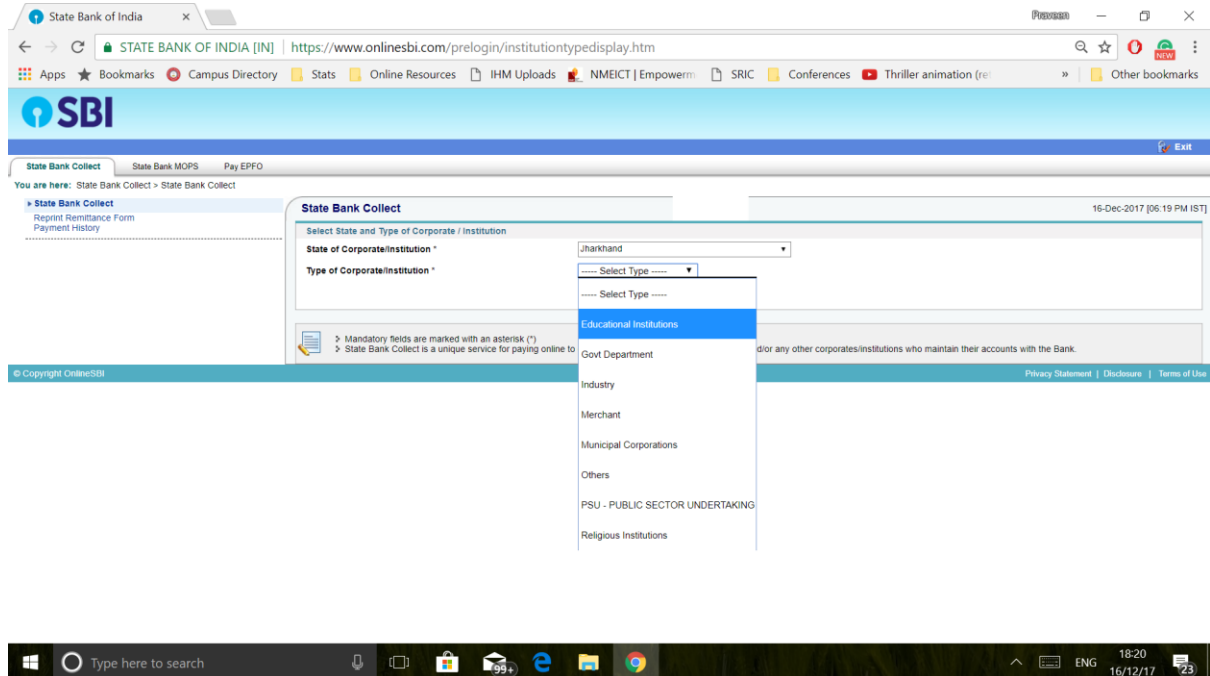 State Bank of India
Praveen
STATE BANK OF INDIA [IN] https://www.onlinesbi.com/prelogin/institutiontypedisplay.htm
NEW
Apps Bookmarks Campus Directory Stats Online Resources IHM Uploads NMEICT | Empowerm SRIC Conferences Thriller animation (re » Other bookmarks
SBI
Exit
State Bank Collect State Bank MOPS Pay EPFO
You are here: State Bank Collect > State Bank Collect
State Bank Collect
Reprint Remittance Form
Payment History
State Bank Collect 16-Dec-2017 [06:19 PM IST]
Select State and Type of Corporate / Institution
State of Corporate/Institution * Jharkhand
Type of Corporate/Institution * ----- Select Type -----
----- Select Type -----
Educational Institutions
Govt Department
Industry
Merchant
Municipal Corporations
Others
PSU - PUBLIC SECTOR UNDERTAKING
Religious Institutions
Mandatory fields are marked with an asterisk (*)
State Bank Collect is a unique service for paying online to d/or any other corporates/institutions who maintain their accounts with the Bank.
© Copyright OnlineSBI Privacy Statement | Disclosure | Terms of Use
Type here to search 99+ ENG 18:20
16/12/17 23